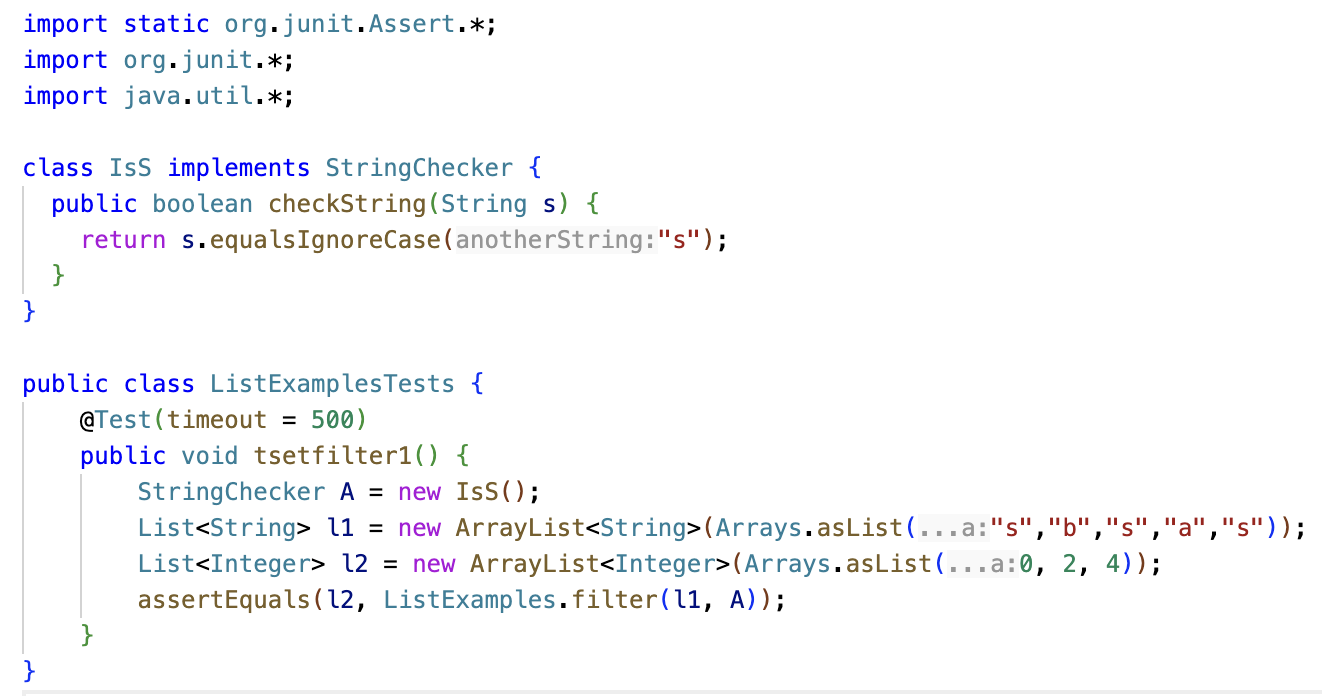 import static org.junit.Assert.*;
import org.junit.*;
import java.util.*;

class IsS implements StringChecker {
  public boolean checkString(String s) {
    return s.equalsIgnoreCase(anotherString:"s");
  }
}

public class ListExamplesTests {
    @Test(timeout = 500)
    public void tsetfilter1() {
        StringChecker A = new IsS();
        List<String> l1 = new ArrayList<String>(Arrays.asList(...a:"s","b","s","a","s"));
        List<Integer> l2 = new ArrayList<Integer>(Arrays.asList(...a:0, 2, 4));
        assertEquals(l2, ListExamples.filter(l1, A));
    }
}